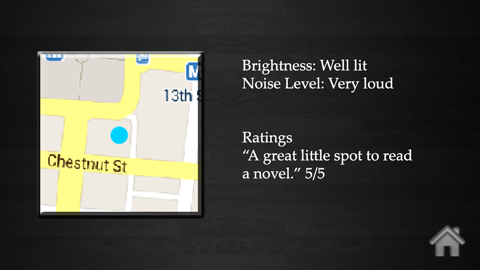 Brightness: Well lit
Noise Level: Very loud
M
13th S
Chestnut St
Ratings
“A great little spot to read
a novel.” 5/5